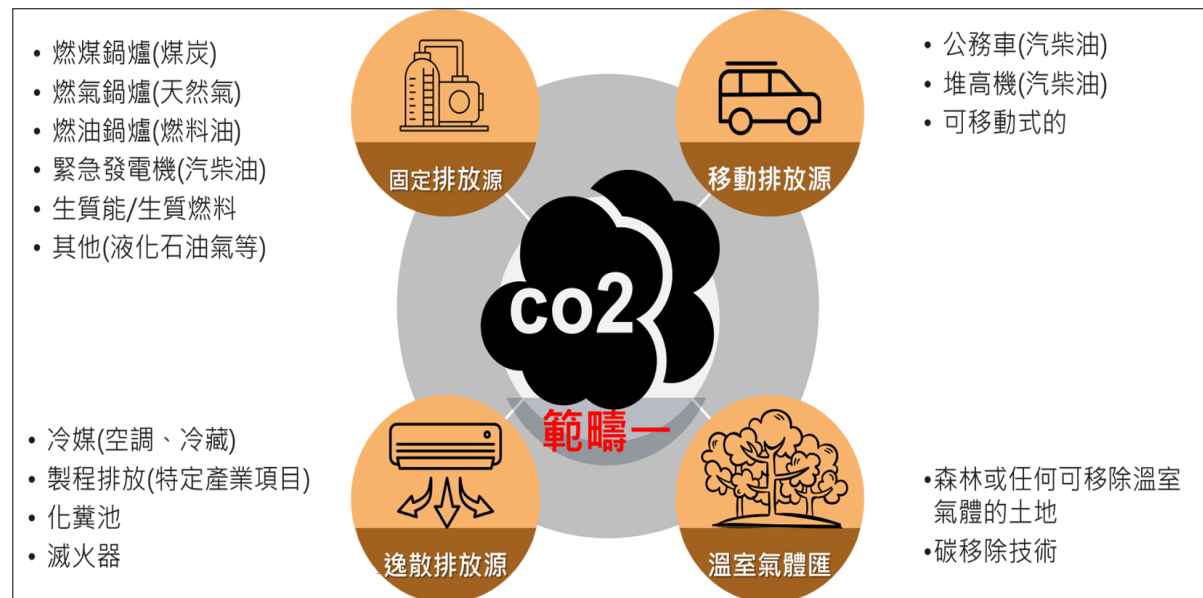 • 燃煤鍋爐(煤炭)
• 燃氣鍋爐(天然氣)
• 燃油鍋爐(燃料油)
• 緊急發電機(汽柴油)
• 生質能/生質燃料
• 其他(液化石油氣等)
固定排放源
移動排放源
• 公務車(汽柴油)
• 堆高機(汽柴油)
• 可移動式的
co2
範疇一
• 冷媒(空調、冷藏)
• 製程排放(特定產業項目)
• 化糞池
• 滅火器
逸散排放源
溫室氣體匯
•森林或任何可移除溫室
氣體的土地
•碳移除技術